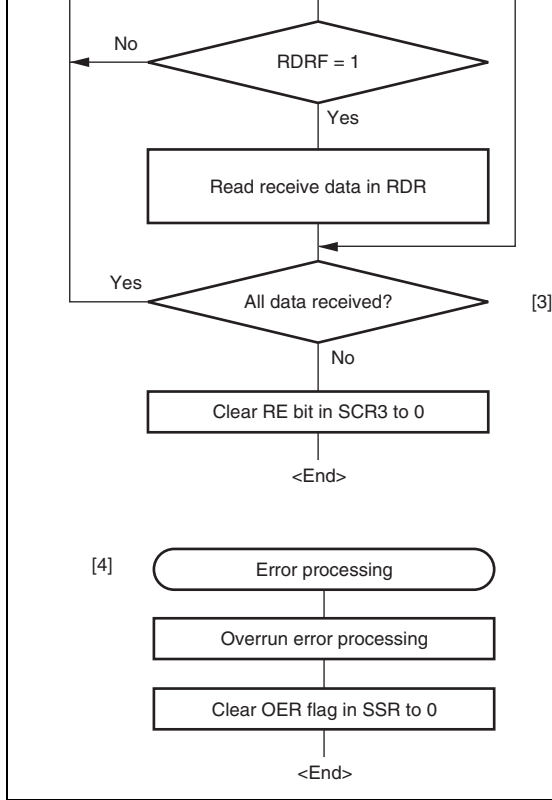 No
RDRF = 1
Yes
Read receive data in RDR
Yes
All data received?
[3]
No
Clear RE bit in SCR3 to 0
<End>
[4]
Error processing
Overrun error processing
Clear OER flag in SSR to 0
<End>